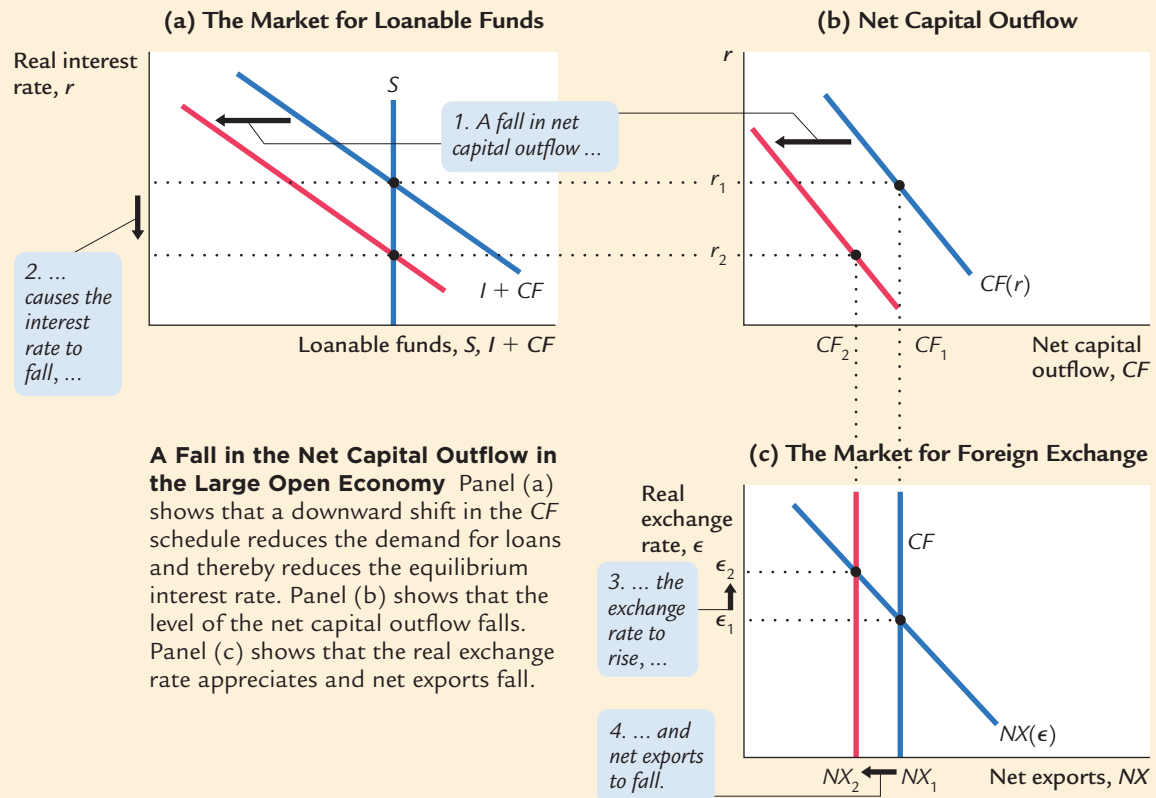 (a) The Market for Loanable Funds
Real interest
rate, r
S
1. A fall in net
capital outflow ...
2. ...
causes the
interest
rate to
fall, ...
I + CF
Loanable funds, S, I + CF
(b) Net Capital Outflow
r
r₁
r₂
CF(r)
CF₂
CF₁
Net capital
outflow, CF
A Fall in the Net Capital Outflow in
the Large Open Economy Panel (a)
shows that a downward shift in the CF
schedule reduces the demand for loans
and thereby reduces the equilibrium
interest rate. Panel (b) shows that the
level of the net capital outflow falls.
Panel (c) shows that the real exchange
rate appreciates and net exports fall.
(c) The Market for Foreign Exchange
Real
exchange
rate, ϵ
CF
ϵ₂
3. ... the
exchange
rate to
rise, ...
ϵ₁
NX(ϵ)
4. ... and
net exports
to fall.
NX₂
NX₁
Net exports, NX